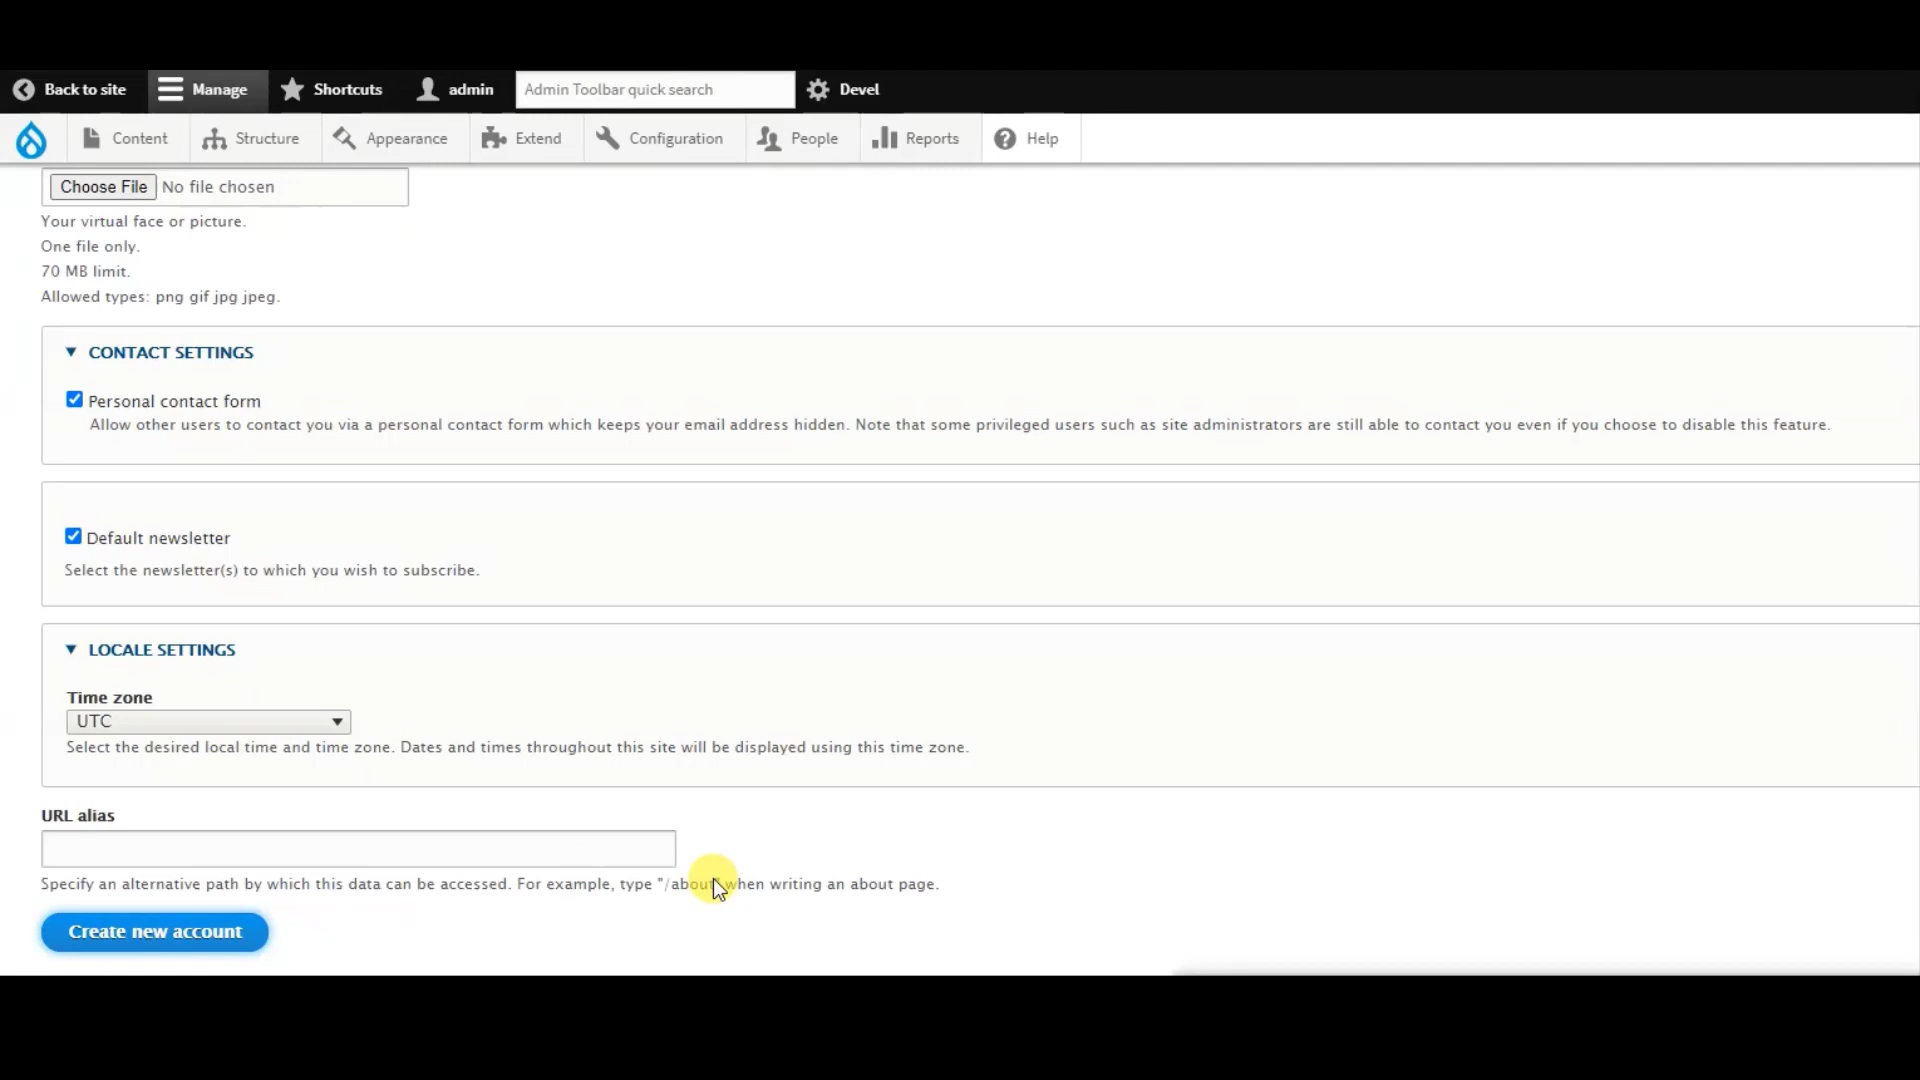 Back to site Manage Shortcuts admin Admin Toolbar quick search Devel
Content Structure Appearance Extend Configuration People Reports Help
Choose File No file chosen
Your virtual face or picture.
One file only.
70 MB limit.
Allowed types: png gif jpg jpeg.
CONTACT SETTINGS
Personal contact form
Allow other users to contact you via a personal contact form which keeps your email address hidden. Note that some privileged users such as site administrators are still able to contact you even if you choose to disable this feature.
Default newsletter
Select the newsletter(s) to which you wish to subscribe.
LOCALE SETTINGS
Time zone
UTC
Select the desired local time and time zone. Dates and times throughout this site will be displayed using this time zone.
URL alias
Specify an alternative path by which this data can be accessed. For example, type "/about" when writing an about page.
Create new account